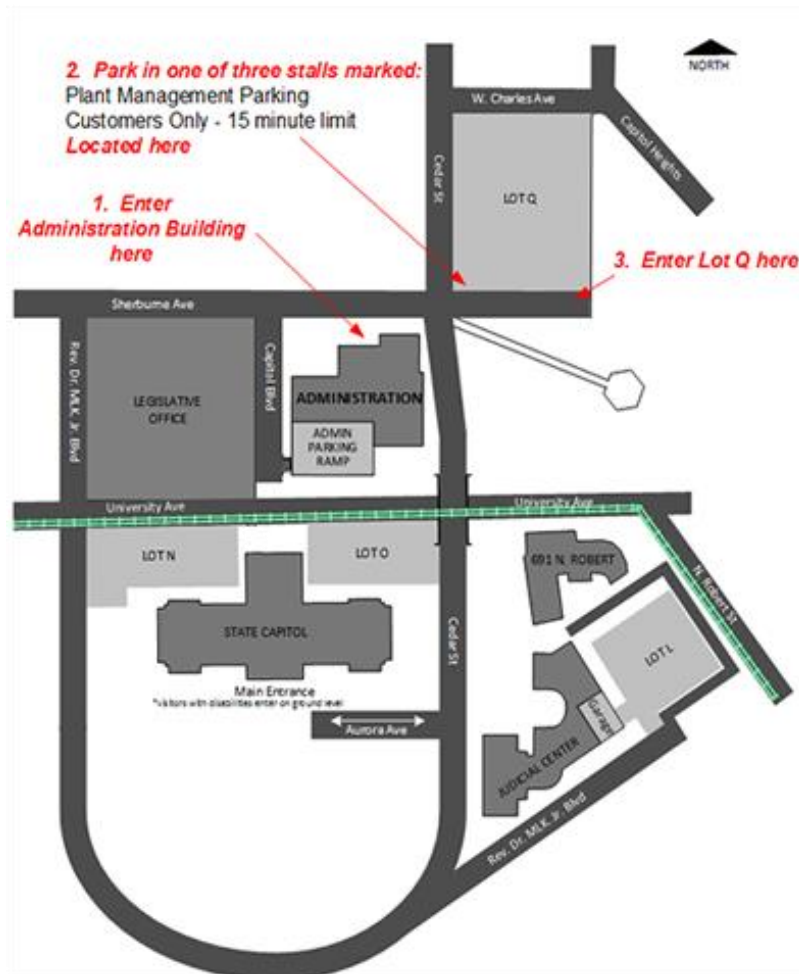 2. Park in one of three stalls marked:
Plant Management Parking
Customers Only - 15 minute limit
Located here
NORTH
W. Charles Ave
Capitol Heights
Cedar St
LOT Q
1. Enter
Administration Building
here
3. Enter Lot Q here
Sherburne Ave
Rev. Dr. MLK. Jr. Blvd
Capitol Blvd
LEGISLATIVE
OFFICE
ADMINISTRATION
ADMIN
PARKING
RAMP
University Ave
University Ave
LOT N
LOT O
691 N. ROBERT
N. Robert St
STATE CAPITOL
Cedar St
LOT L
Main Entrance
*visitors with disabilities enter on ground level
Garage
Aurora Ave
JUDICIAL CENTER
Rev. Dr. MLK. Jr. Blvd